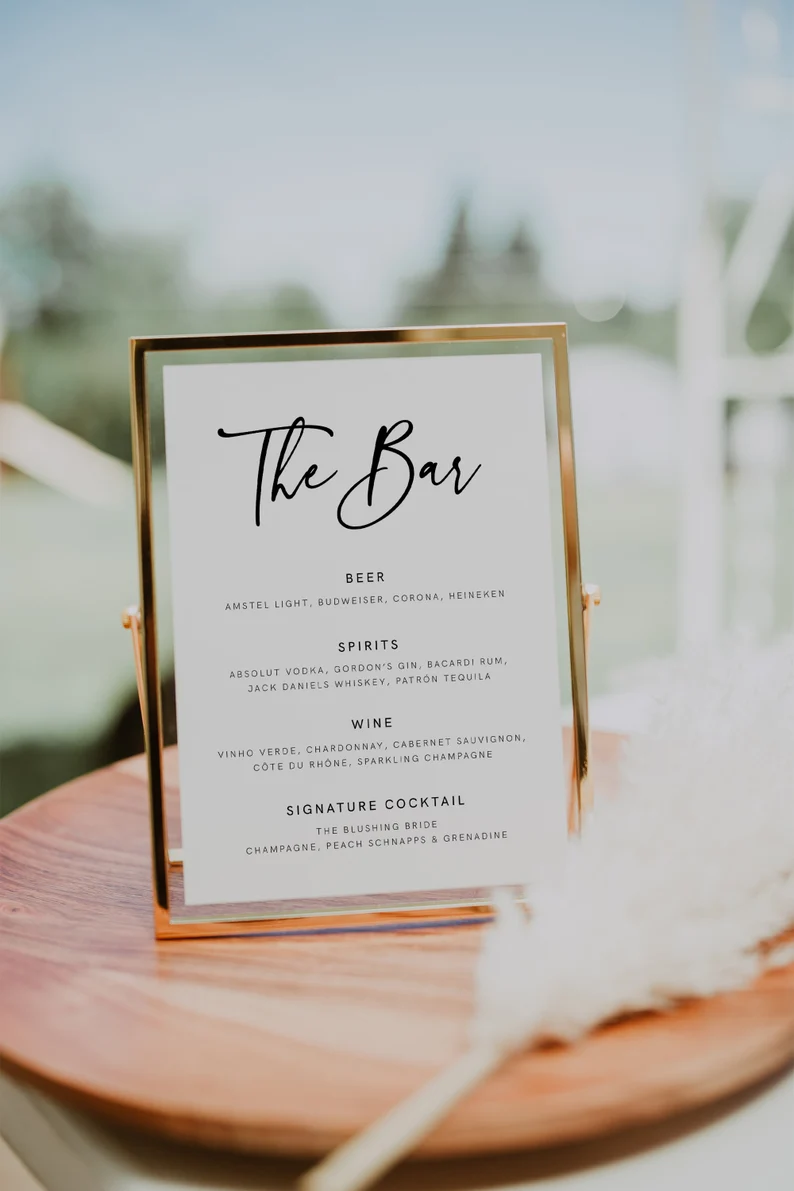 The Bar
BEER
AMSTEL LIGHT, BUDWEISER, CORONA, HEINEKEN
SPIRITS
ABSOLUT VODKA, GORDON'S GIN, BACARDI RUM,
JACK DANIELS WHISKEY, PATRÓN TEQUILA
WINE
VINHO VERDE, CHARDONNAY, CABERNET SAUVIGNON,
CÔTE DU RHÔNE, SPARKLING CHAMPAGNE
SIGNATURE COCKTAIL
THE BLUSHING BRIDE
CHAMPAGNE, PEACH SCHNAPPS & GRENADINE